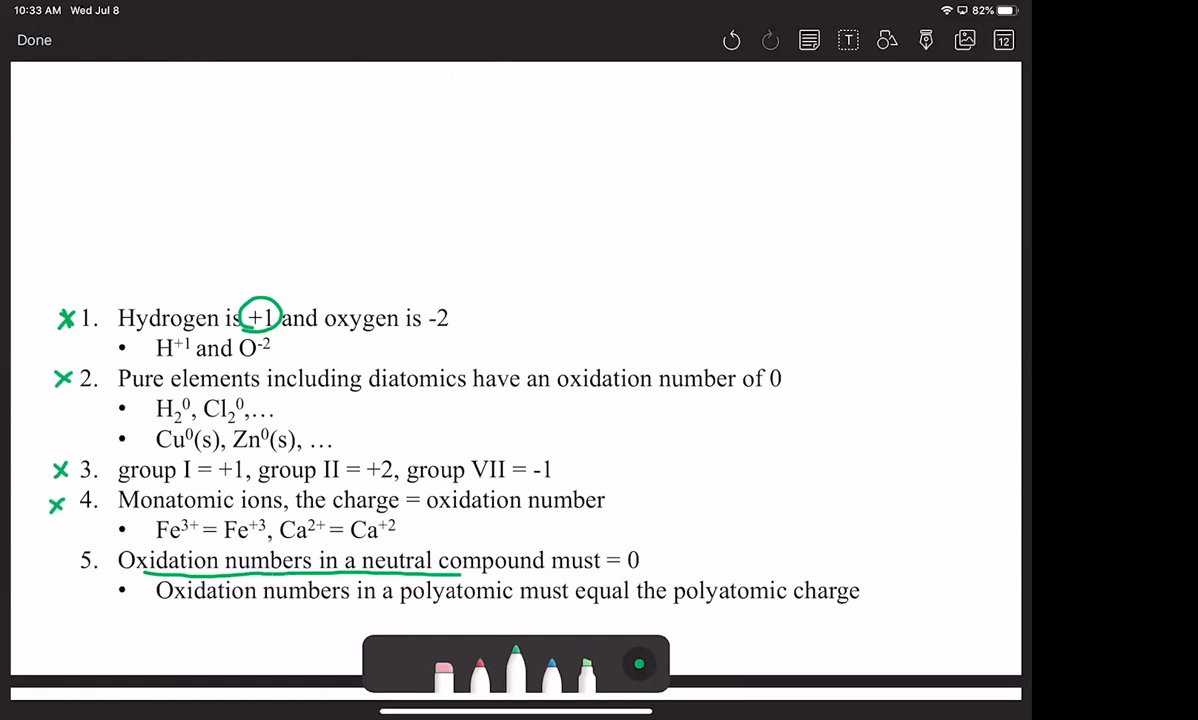 10:33 AM Wed Jul 8
82%
Done
T
12
1. Hydrogen is +1 and oxygen is -2
• H⁺¹ and O⁻²
2. Pure elements including diatomics have an oxidation number of 0
• H₂⁰, Cl₂⁰,…
• Cu⁰(s), Zn⁰(s), …
3. group I = +1, group II = +2, group VII = -1
4. Monatomic ions, the charge = oxidation number
• Fe³⁺ = Fe⁺³, Ca²⁺ = Ca⁺²
5. Oxidation numbers in a neutral compound must = 0
• Oxidation numbers in a polyatomic must equal the polyatomic charge